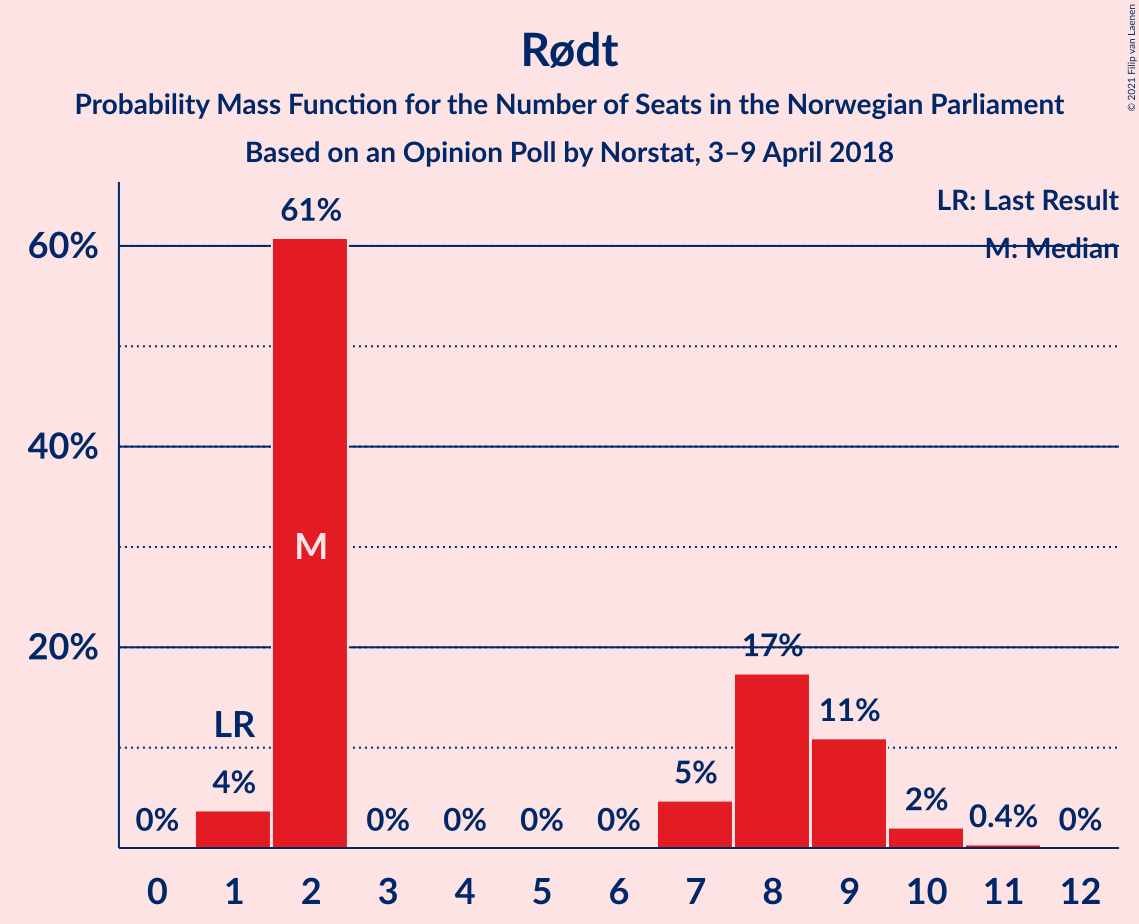 © 2021 Filip van Laenen
Rødt
Probability Mass Function for the Number of Seats in the Norwegian Parliament
Based on an Opinion Poll by Norstat, 3–9 April 2018
LR: Last Result
M: Median
60%
40%
20%
0%
LR
4%
61%
M
0%
0%
0%
0%
5%
17%
11%
2%
0.4%
0%
0 1 2 3 4 5 6 7 8 9 10 11 12